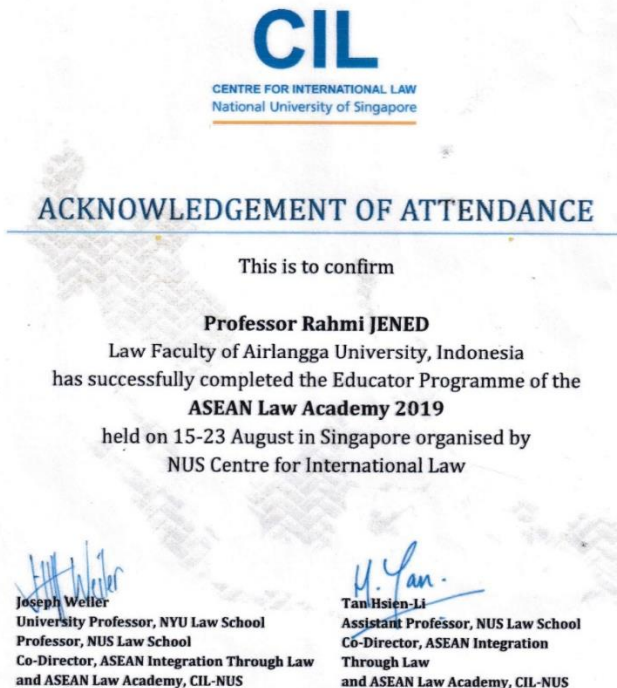 CIL
CENTRE FOR INTERNATIONAL LAW
National University of Singapore
ACKNOWLEDGEMENT OF ATTENDANCE
This is to confirm
Professor Rahmi JENED
Law Faculty of Airlangga University, Indonesia
has successfully completed the Educator Programme of the
ASEAN Law Academy 2019
held on 15-23 August in Singapore organised by
NUS Centre for International Law
Joseph Weiler
University Professor, NYU Law School
Professor, NUS Law School
Co-Director, ASEAN Integration Through Law
and ASEAN Law Academy, CIL-NUS
Tan Hsien-Li
Assistant Professor, NUS Law School
Co-Director, ASEAN Integration
Through Law
and ASEAN Law Academy, CIL-NUS